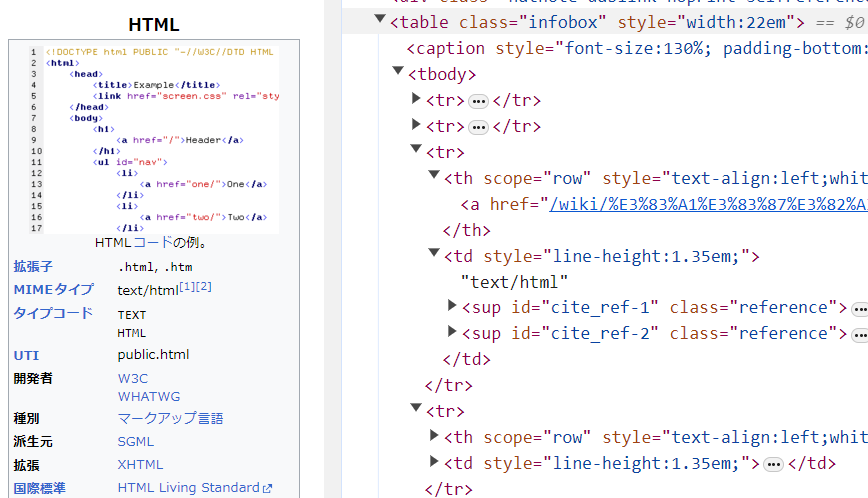 HTML
1 <!DOCTYPE html PUBLIC "-//W3C//DTD HTML
2 <html>
3 <head>
4 <title>Example</title>
5 <link href="screen.css" rel="sty
6 </head>
7 <body>
8 <h1>
9 <a href="/">Header</a>
10 </h1>
11 <ul id="nav">
12 <li>
13 <a href="one/">One</a>
14 </li>
15 <li>
16 <a href="two/">Two</a>
17 </li>
HTMLコードの例。
拡張子 .html, .htm
MIMEタイプ text/html[1][2]
タイプコード TEXT
HTML
UTI public.html
開発者 W3C
WHATWG
種別 マークアップ言語
派生元 SGML
拡張 XHTML
国際標準 HTML Living Standard
<table class="infobox" style="width:22em"> == $0
<caption style="font-size:130%; padding-bottom:
<tbody>
<tr>…</tr>
<tr>…</tr>
<tr>
<th scope="row" style="text-align:left;whit
<a href="/wiki/%E3%83%A1%E3%83%87%E3%82%A
</th>
<td style="line-height:1.35em;">
"text/html"
<sup id="cite_ref-1" class="reference">…
<sup id="cite_ref-2" class="reference">…
</td>
</tr>
<tr>
<th scope="row" style="text-align:left;whit
<td style="line-height:1.35em;">…</td>
</tr>